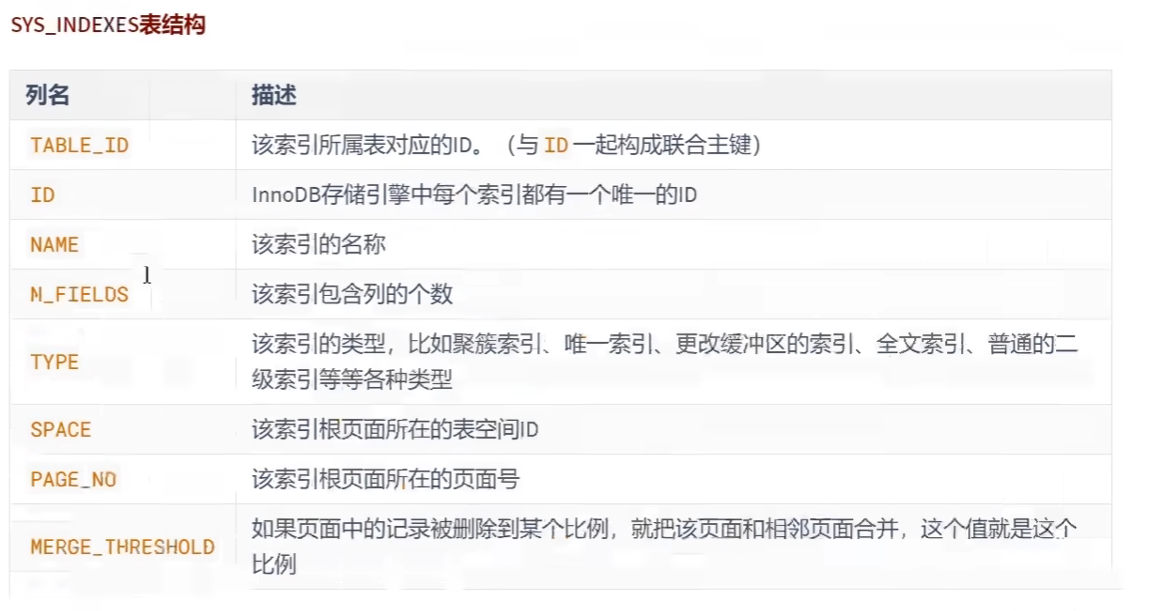 SYS_INDEXES表结构
列名 描述
TABLE_ID 该索引所属表对应的ID。（与 ID 一起构成联合主键）
ID InnoDB存储引擎中每个索引都有一个唯一的ID
NAME 该索引的名称
N_FIELDS 该索引包含列的个数
TYPE 该索引的类型，比如聚簇索引、唯一索引、更改缓冲区的索引、全文索引、普通的二
级索引等等各种类型
SPACE 该索引根页面所在的表空间ID
PAGE_NO 该索引根页面所在的页面号
MERGE_THRESHOLD 如果页面中的记录被删除到某个比例，就把该页面和相邻页面合并，这个值就是这个
比例